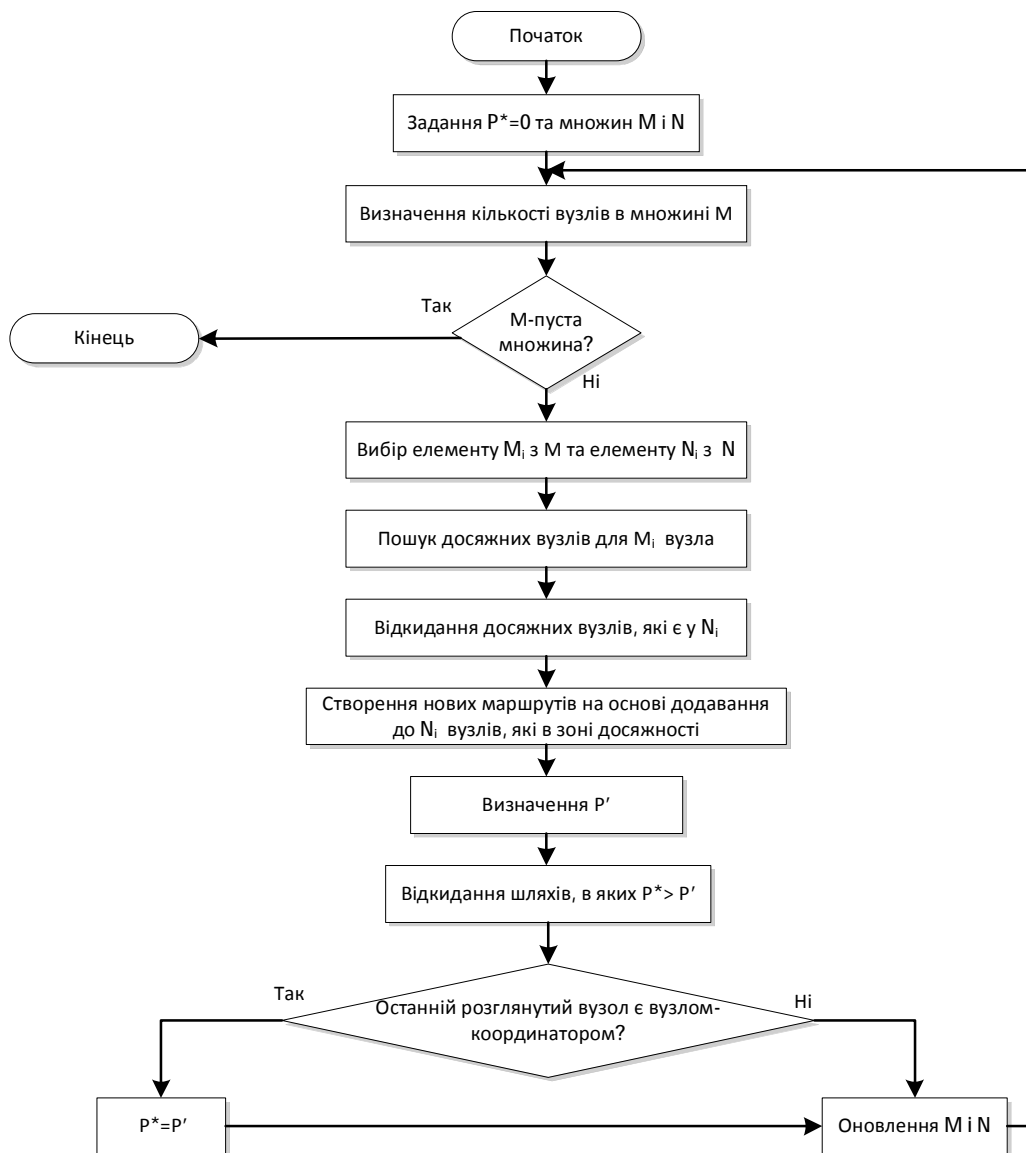 Початок
Задання P*=0 та множин M і N
Визначення кількості вузлів в множині М
Так
М-пуста
множина?
Кінець
Ні
Вибір елементу Mᵢ з М та елементу Nᵢ з N
Пошук досяжних вузлів для Mᵢ вузла
Відкидання досяжних вузлів, які є у Nᵢ
Створення нових маршрутів на основі додавання
до Nᵢ вузлів, які в зоні досяжності
Визначення P’
Відкидання шляхів, в яких P*> P’
Так
Останній розглянутий вузол є вузлом-
координатором?
Ні
P*=P’
Оновлення M і N